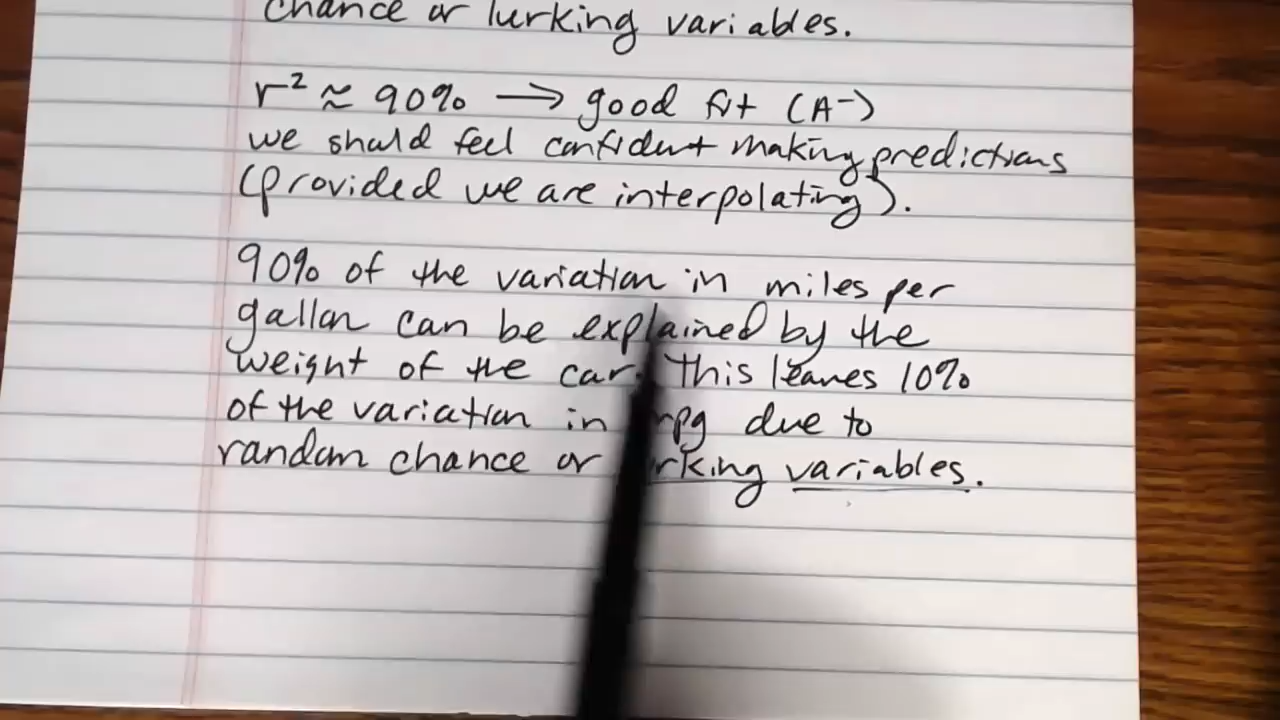 chance or lurking variables.
r² ≈ 90% → good fit (A-)
we should feel confident making predictions
(provided we are interpolating).
90% of the variation in miles per
gallon can be explained by the
weight of the car. This leaves 10%
of the variation in mpg due to
random chance or lurking variables.